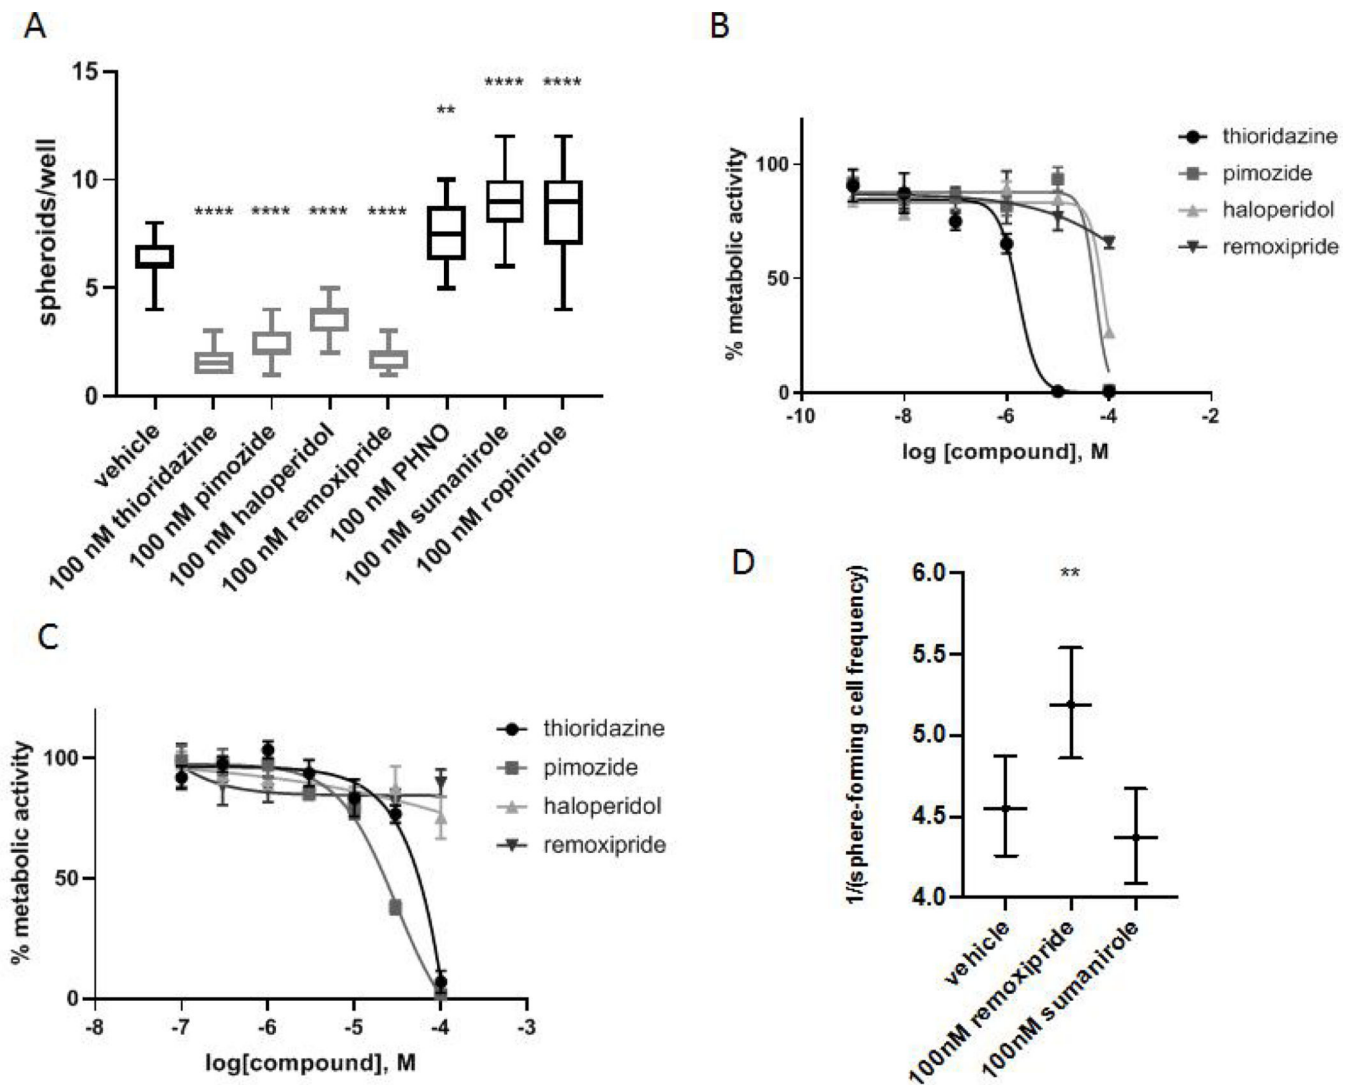 A
spheroids/well
15
10
5
0
****
****
****
****
**
****
****
vehicle
100 nM thioridazine
100 nM pimozide
100 nM haloperidol
100 nM remoxipride
100 nM PHNO
100 nM sumanirole
100 nM ropinirole
B
% metabolic activity
100
50
0
-10
-8
-6
-4
-2
log [compound], M
thioridazine
pimozide
haloperidol
remoxipride
C
% metabolic activity
100
50
0
-8
-7
-6
-5
-4
-3
log[compound], M
thioridazine
pimozide
haloperidol
remoxipride
D
1/(sphere-forming cell frequency)
6.0
5.5
5.0
4.5
4.0
**
vehicle
100nM remoxipride
100nM sumanirole